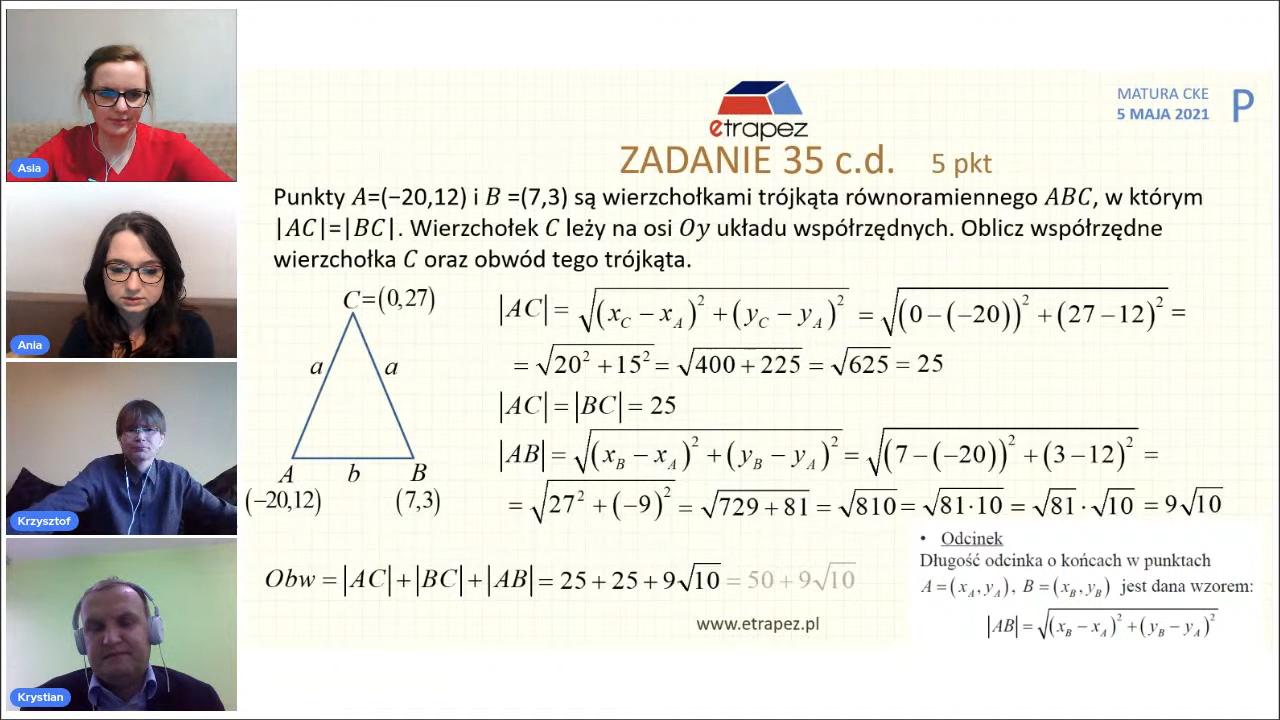 Asia
Ania
Krzysztof
Krystian
etrapez
MATURA CKE
5 MAJA 2021
P
ZADANIE 35 c.d. 5 pkt
Punkty A=(−20,12) i B =(7,3) są wierzchołkami trójkąta równoramiennego ABC, w którym
|AC|=|BC|. Wierzchołek C leży na osi Oy układu współrzędnych. Oblicz współrzędne
wierzchołka C oraz obwód tego trójkąta.
C=(0,27)
a a
A b B
(−20,12) (7,3)
|AC| = √((x_C − x_A)² + (y_C − y_A)²) = √((0−(−20))² + (27−12)²) =
= √(20² + 15²) = √(400 + 225) = √625 = 25
|AC| = |BC| = 25
|AB| = √((x_B − x_A)² + (y_B − y_A)²) = √((7−(−20))² + (3−12)²) =
= √(27² + (−9)²) = √(729 + 81) = √810 = √(81·10) = √81 · √10 = 9√10
Obw = |AC| + |BC| + |AB| = 25 + 25 + 9√10 = 50 + 9√10
• Odcinek
Długość odcinka o końcach w punktach
A = (x_A, y_A), B = (x_B, y_B) jest dana wzorem:
|AB| = √((x_B − x_A)² + (y_B − y_A)²)
www.etrapez.pl